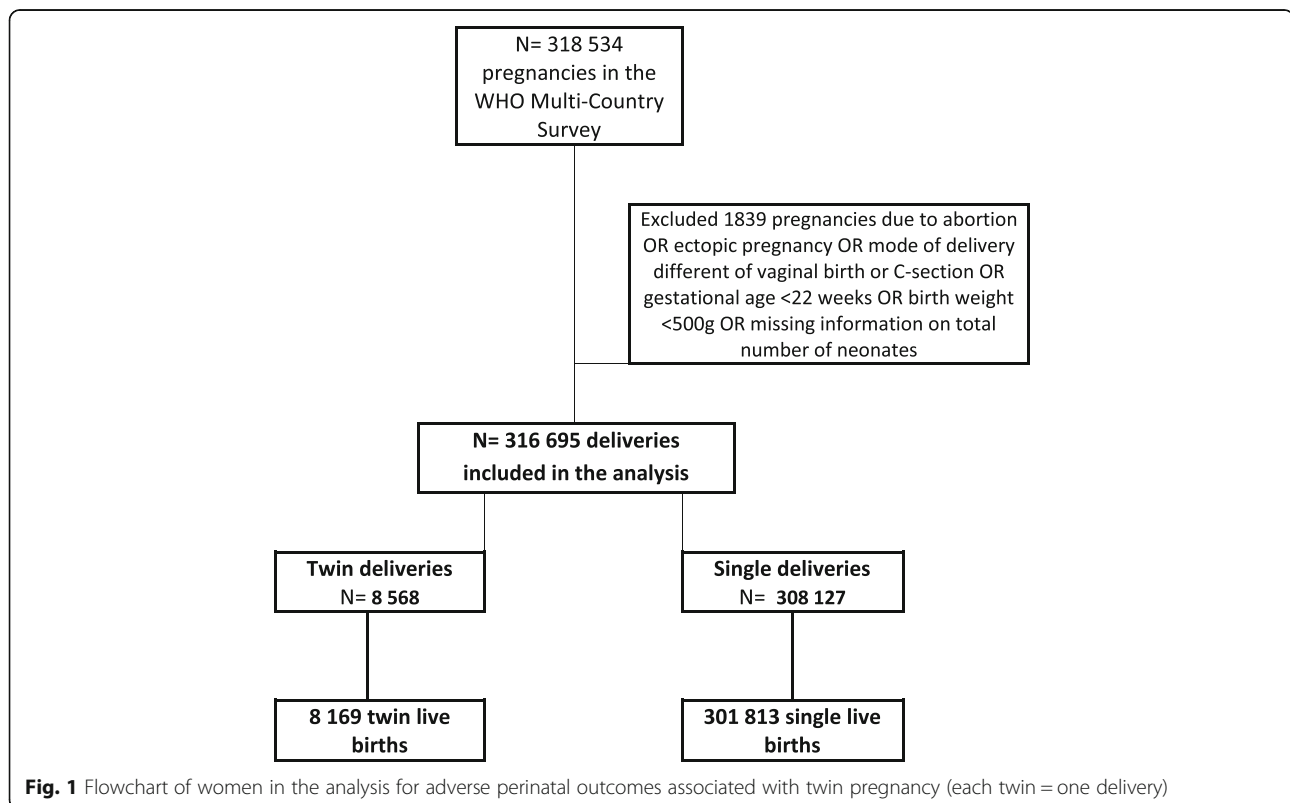 N= 318 534
pregnancies in the
WHO Multi-Country
Survey
Excluded 1839 pregnancies due to abortion
OR ectopic pregnancy OR mode of delivery
different of vaginal birth or C-section OR
gestational age <22 weeks OR birth weight
<500g OR missing information on total
number of neonates
N= 316 695 deliveries
included in the analysis
Twin deliveries
N= 8 568
Single deliveries
N= 308 127
8 169 twin live
births
301 813 single live
births
Fig. 1 Flowchart of women in the analysis for adverse perinatal outcomes associated with twin pregnancy (each twin = one delivery)